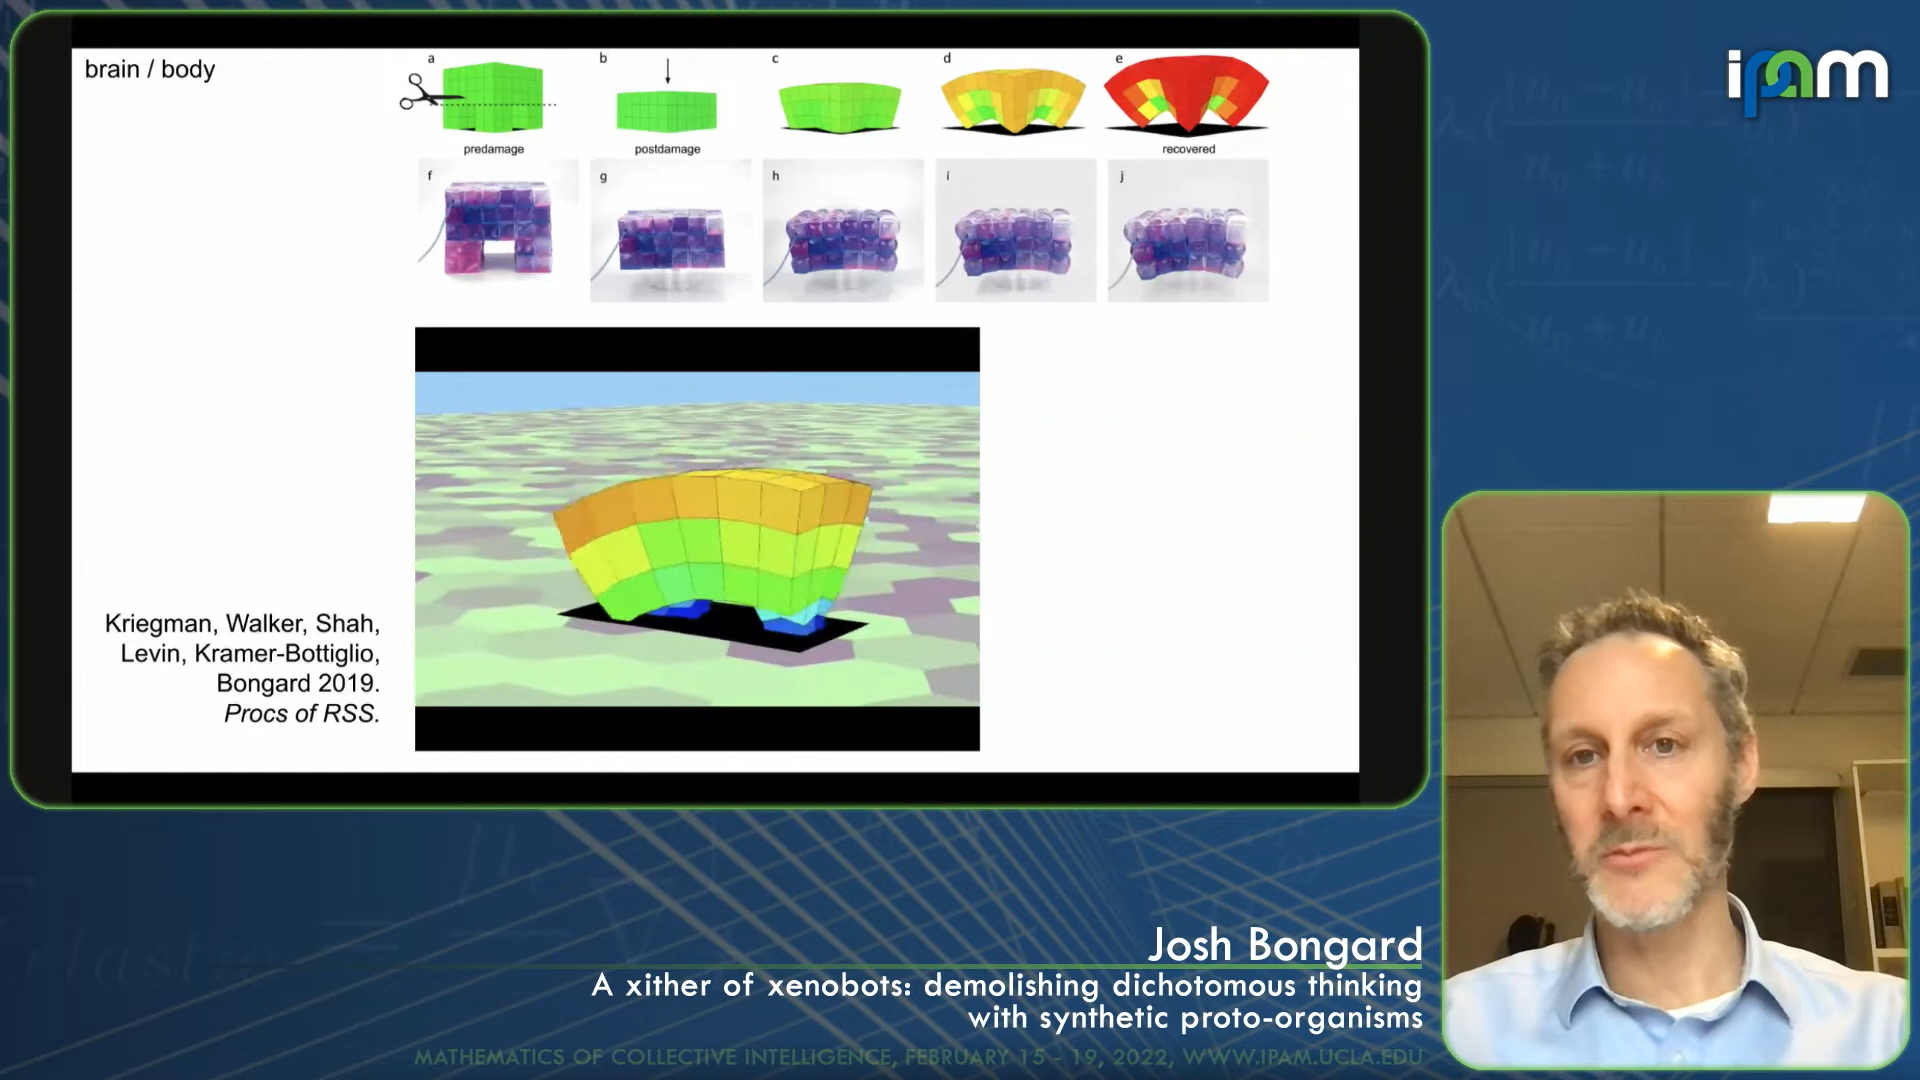 brain / body
a
b
c
d
e
predamage
postdamage
recovered
f
g
h
i
j
Kriegman, Walker, Shah,
Levin, Kramer-Bottiglio,
Bongard 2019.
Procs of RSS.
ipam
Josh Bongard
A xither of xenobots: demolishing dichotomous thinking
with synthetic proto-organisms
MATHEMATICS OF COLLECTIVE INTELLIGENCE, FEBRUARY 15 - 19, 2022, WWW.IPAM.UCLA.EDU